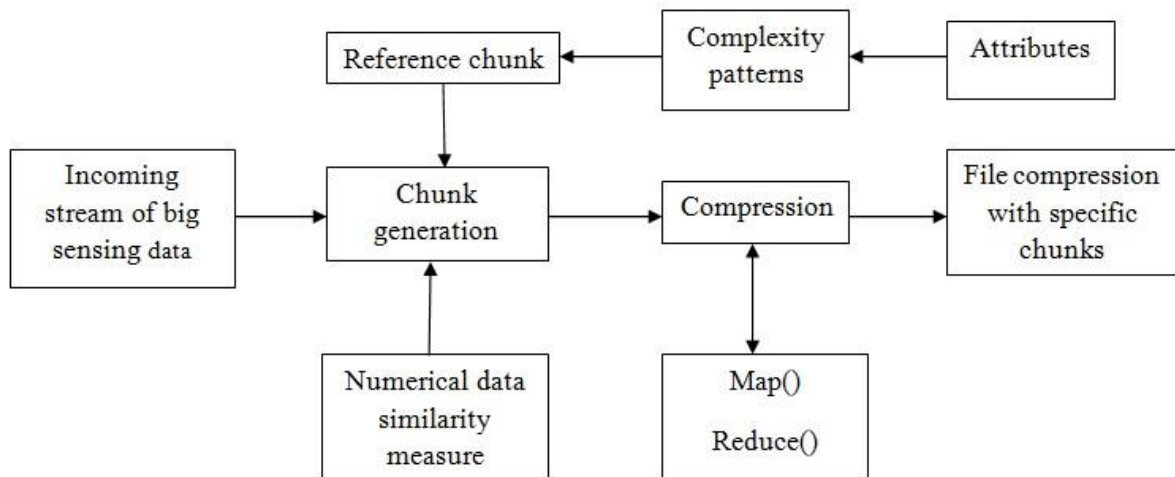 Reference chunk
Complexity
patterns
Attributes
Incoming
stream of big
sensing data
Chunk
generation
Compression
File compression
with specific
chunks
Numerical data
similarity
measure
Map()
Reduce()